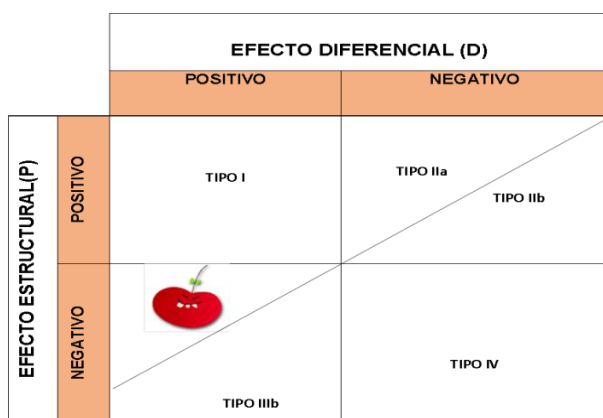 EFECTO DIFERENCIAL (D)
POSITIVO
NEGATIVO
EFECTO ESTRUCTURAL(P)
POSITIVO
TIPO I
TIPO IIa
TIPO IIb
NEGATIVO
TIPO IIIb
TIPO IV